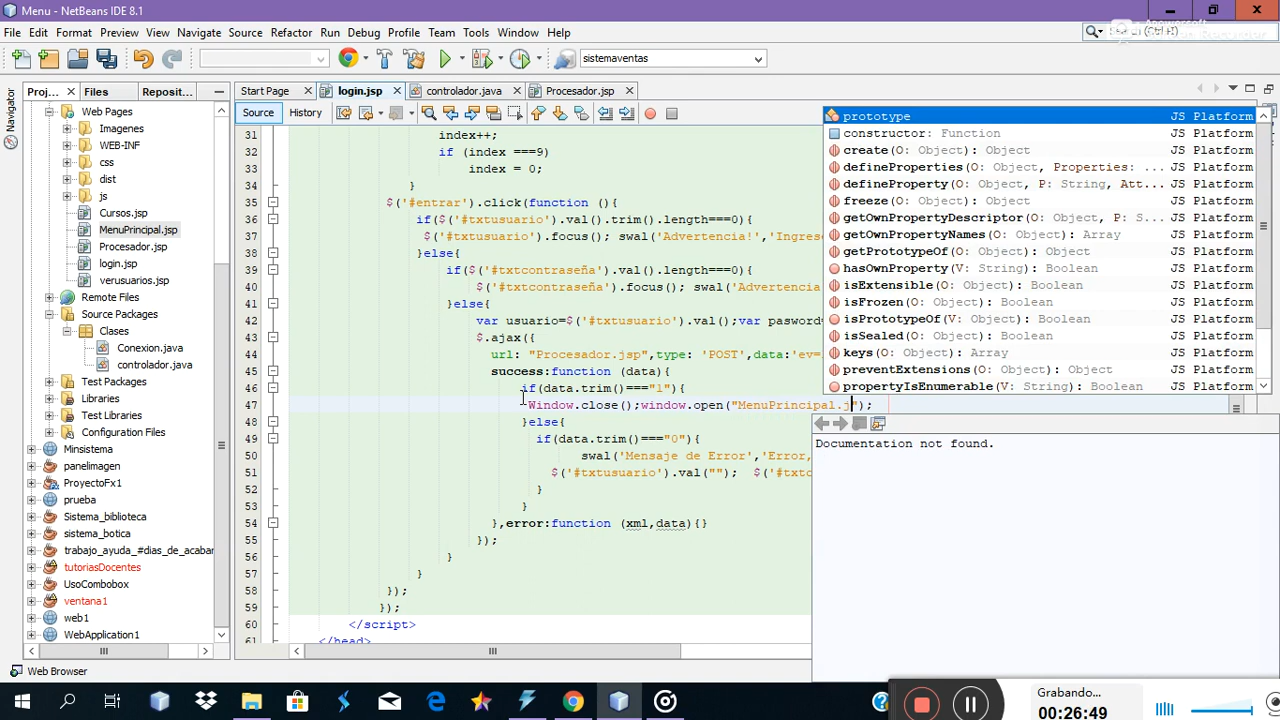 Menu - NetBeans IDE 8.1
File Edit Format Preview View Navigate Source Refactor Run Debug Profile Team Tools Window Help
Search (Ctrl+I)
sistemaventas
Proj... Files Reposit...
Start Page login.jsp controlador.java Procesador.jsp
Navigator
Source History
Web Pages
Imagenes
WEB-INF
css
dist
js
Cursos.jsp
MenuPrincipal.jsp
Procesador.jsp
login.jsp
verusuarios.jsp
Remote Files
Source Packages
Clases
Conexion.java
controlador.java
Test Packages
Libraries
Configuration Files
Minsistema
panelimagen
ProyectoFx1
prueba
Sistema_biblioteca
sistema_botica
trabajo_ayuda_#dias_de_acabar
tutoriasDocentes
UsoCombobox
ventana1
web1
WebApplication1
31 index++;
32 if (index ===9)
33 index = 0;
34 }
35 $('#entrar').click(function (){
36 if($('#txtusuario').val().trim().length===0){
37 $('#txtusuario').focus(); swal('Advertencia!','Ingres
38 }else{
39 if($('#txtcontraseña').val().length===0){
40 $('#txtcontraseña').focus(); swal('Advertencia
41 }else{
42 var usuario=$('#txtusuario').val();var pasword=
43 $.ajax({
44 url: "Procesador.jsp",type: 'POST',data:'ev=
45 success:function (data){
46 if(data.trim()==="1"){
47 Window.close();window.open("MenuPrincipal.j");
48 }else{
49 if(data.trim()==="0"){
50 swal('Mensaje de Error','Error,
51 $('#txtusuario').val(""); $('#txtc
52 }
53 }
54 },error:function (xml,data){}
55 });
56 }
57 }
58 });
59 });
60 </script>
61 </head>
prototype JS Platform
constructor: Function JS Platform
create(O: Object): Object JS Platform
defineProperties(O: Object, Properties: ... JS Platform
defineProperty(O: Object, P: String, Att... JS Platform
freeze(O: Object): Object JS Platform
getOwnPropertyDescriptor(O: Object, P: S... JS Platform
getOwnPropertyNames(O: Object): Array JS Platform
getPrototypeOf(O: Object): Object JS Platform
hasOwnProperty(V: String): Boolean JS Platform
isExtensible(O: Object): Boolean JS Platform
isFrozen(O: Object): Boolean JS Platform
isPrototypeOf(V: Object): Boolean JS Platform
isSealed(O: Object): Boolean JS Platform
keys(O: Object): Array JS Platform
preventExtensions(O: Object): Object JS Platform
propertyIsEnumerable(V: String): Boolean JS Platform
Documentation not found.
Web Browser
Grabando...
00:26:49